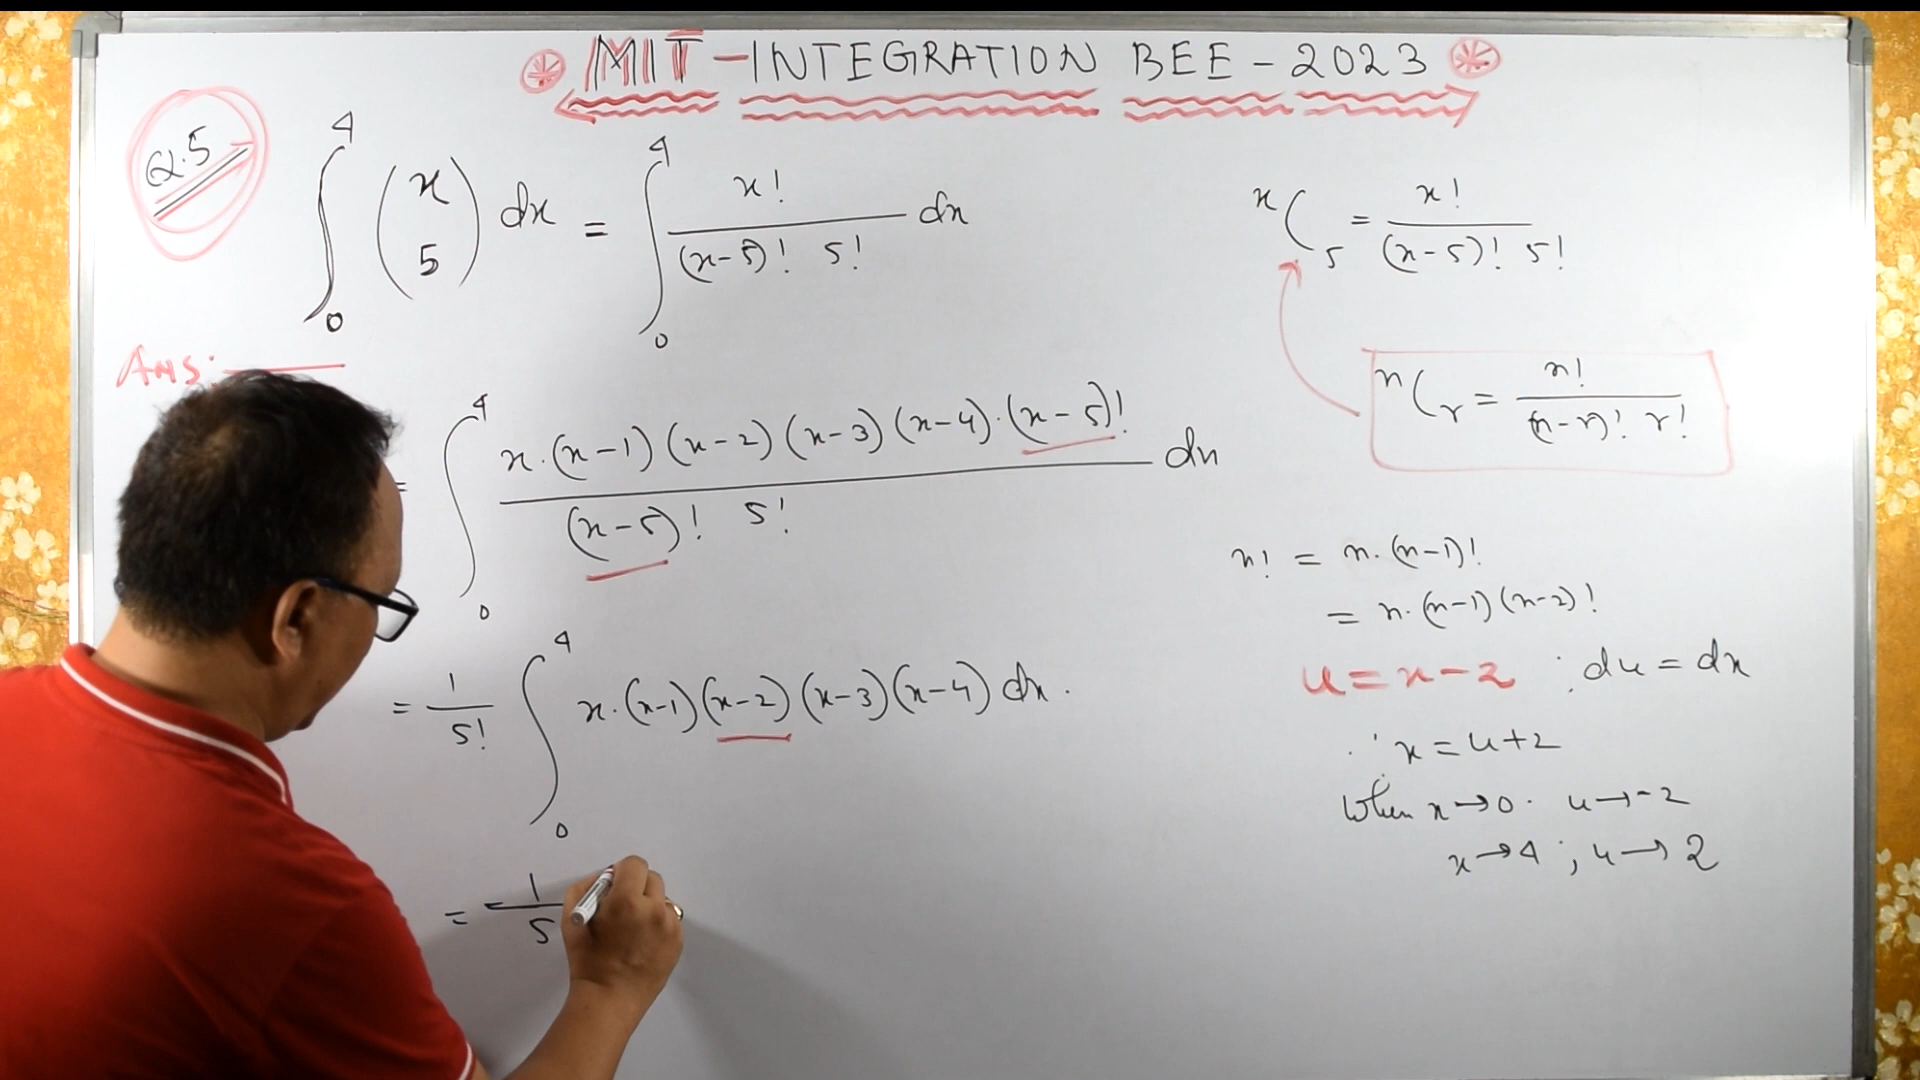 MIT - INTEGRATION BEE - 2023
Q.5
∫₀⁴ (x 5) dx = ∫₀⁴ x! / (x-5)! 5! dx
ˣC₅ = x! / (x-5)! 5!
Ans:
ⁿCᵣ = n! / (n-r)! r!
= ∫₀⁴ x.(x-1)(x-2)(x-3)(x-4).(x-5)! / (x-5)! 5! dx
n! = n.(n-1)!
= n.(n-1)(n-2)!
= 1/5! ∫₀⁴ x.(x-1)(x-2)(x-3)(x-4) dx.
u = x-2 ; du = dx
∴ x = u+2
When x→0. u→-2
x→4 ; u→2
= 1/5